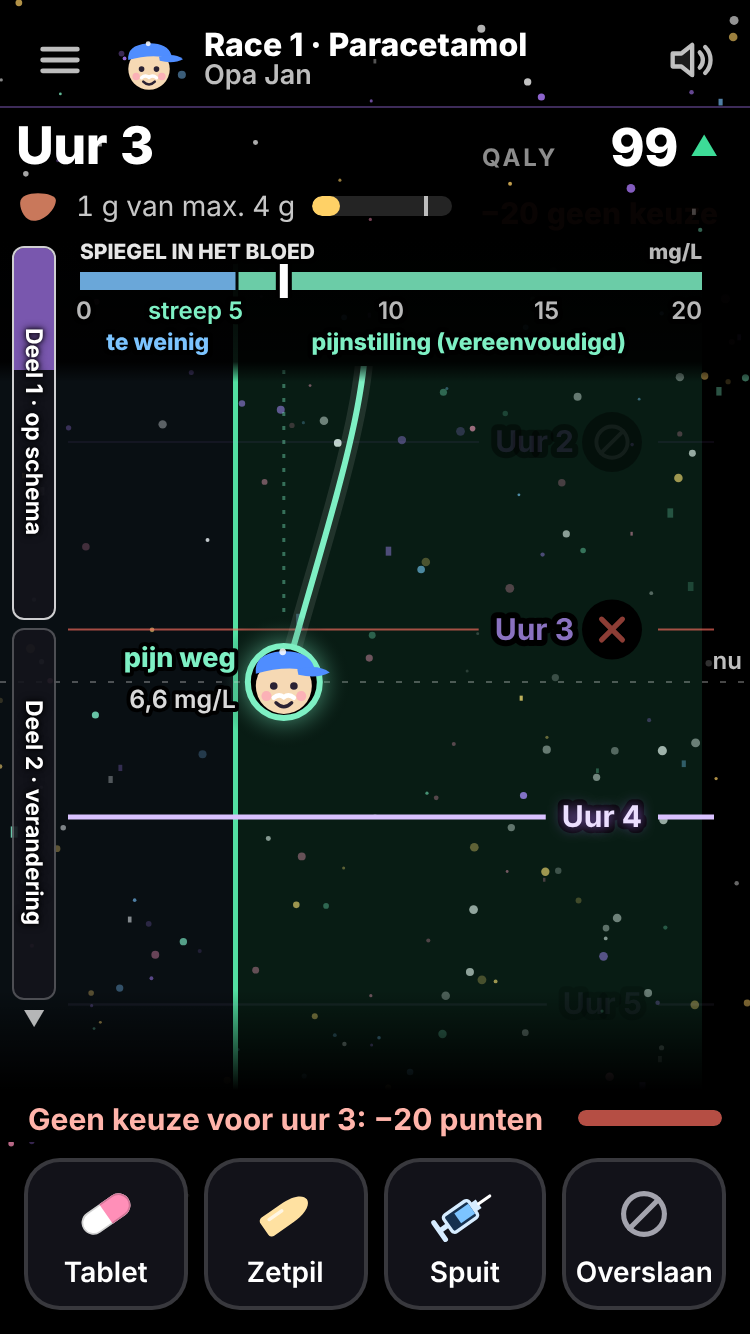 Race 1 · Paracetamol
Opa Jan
Uur 3
QALY
99
1 g van max. 4 g
−20 geen keuze
SPIEGEL IN HET BLOED
mg/L
0
streep 5
10
15
20
te weinig
pijnstilling (vereenvoudigd)
Deel 1 · op schema
Uur 2
Uur 3
pijn weg
nu
6,6 mg/L
Deel 2 · verandering
Uur 4
Uur 5
Geen keuze voor uur 3: −20 punten
Tablet
Zetpil
Spuit
Overslaan